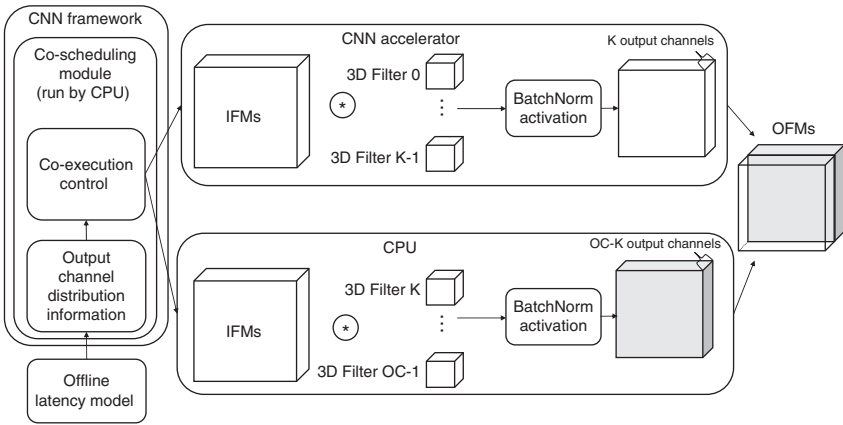 CNN framework
Co-scheduling
module
(run by CPU)
Co-execution
control
Output
channel
distribution
information
Offline
latency model
CNN accelerator
IFMs
*
3D Filter 0
⋮
3D Filter K-1
BatchNorm
activation
K output channels
CPU
IFMs
*
3D Filter K
⋮
3D Filter OC-1
BatchNorm
activation
OC-K output channels
OFMs